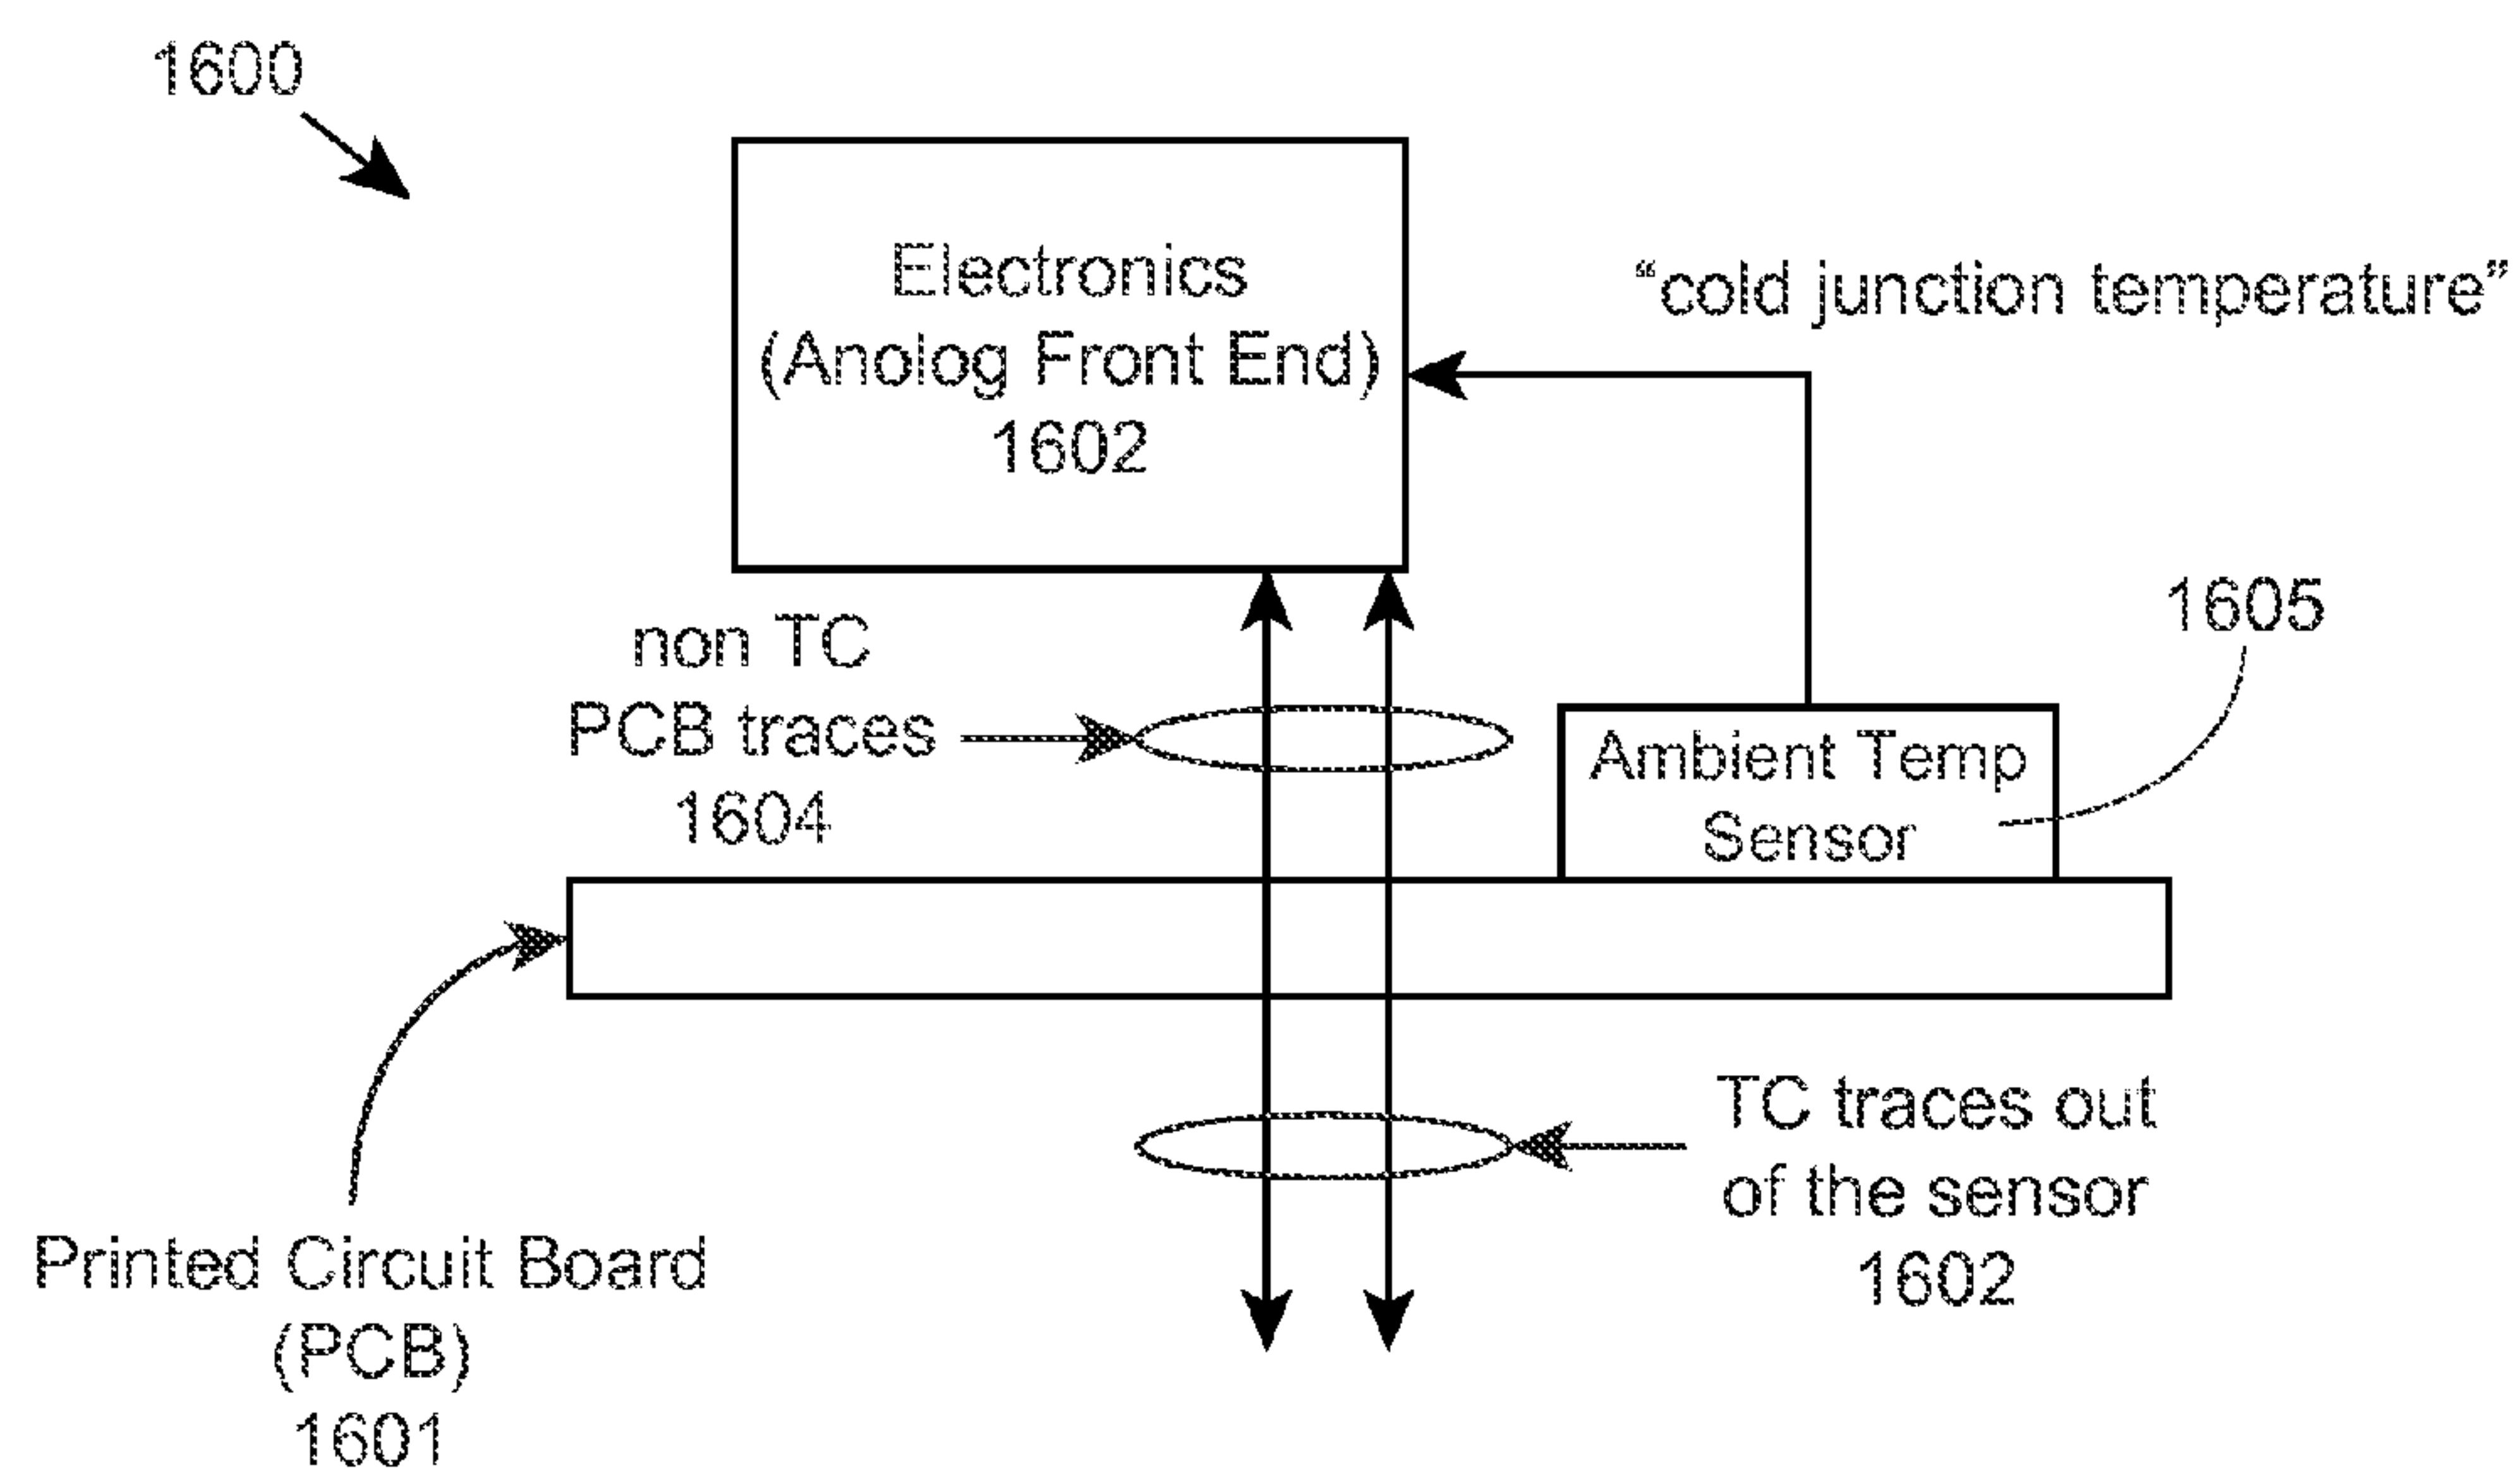 1600
Electronics
(Anolog Front End)
1602
“cold junction temperature”
non TC
PCB traces
1604
1605
Ambient Temp
Sensor
TC traces out
of the sensor
1602
Printed Circuit Board
(PCB)
1601